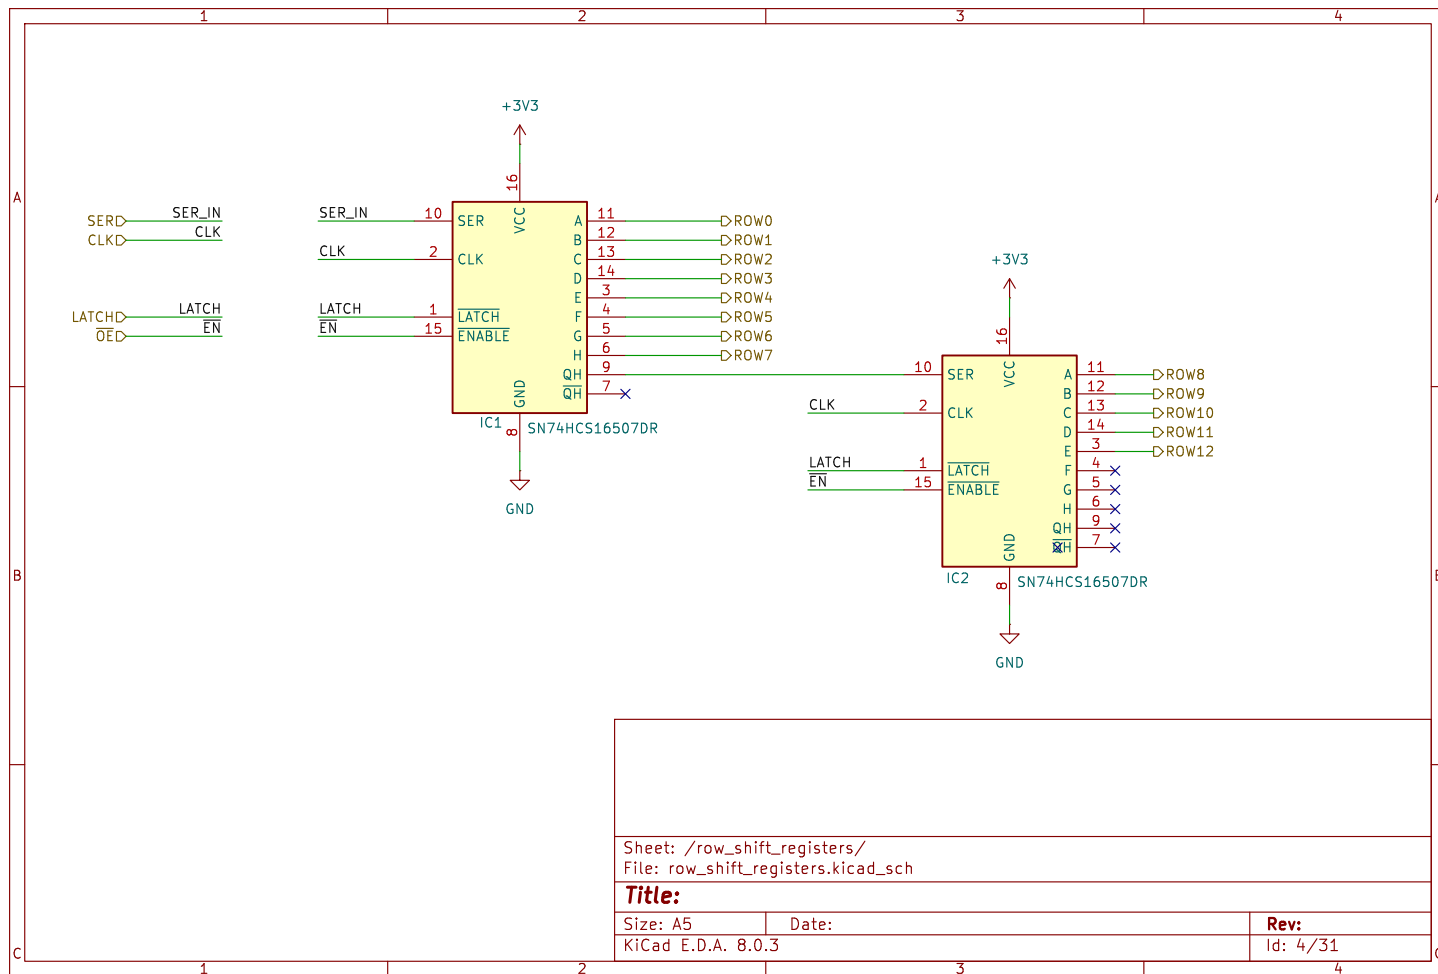 1 2 3 4
+3V3
16
A
SER SER_IN
CLK CLK
LATCH LATCH
OE EN
SER_IN 10 SER
CLK 2 CLK
LATCH 1 LATCH
EN 15 ENABLE
VCC
GND
A 11 ROW0
B 12 ROW1
C 13 ROW2
D 14 ROW3
E 3 ROW4
F 4 ROW5
G 5 ROW6
H 6 ROW7
QH 9
QH 7
IC1 SN74HCS16507DR
8
GND
+3V3
16
10 SER
CLK 2 CLK
LATCH 1 LATCH
EN 15 ENABLE
VCC
GND
A 11 ROW8
B 12 ROW9
C 13 ROW10
D 14 ROW11
E 3 ROW12
F 4
G 5
H 6
QH 9
QH 7
IC2 SN74HCS16507DR
8
GND
B
Sheet: /row_shift_registers/
File: row_shift_registers.kicad_sch
Title:
Size: A5 Date: Rev:
KiCad E.D.A. 8.0.3 Id: 4/31
C
1 2 3 4